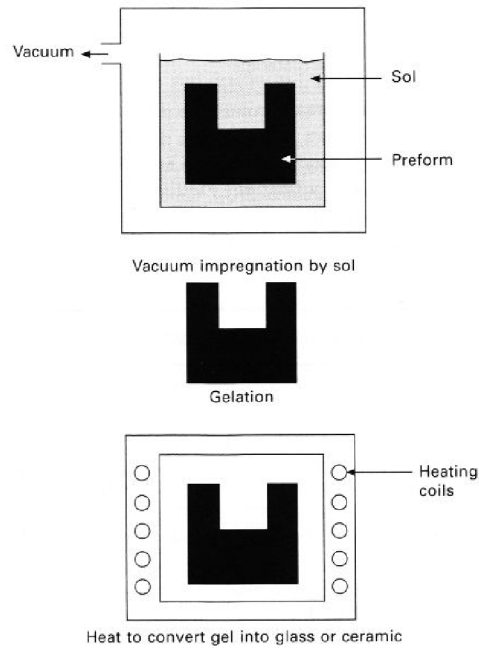 Vacuum
Sol
Preform
Vacuum impregnation by sol
Gelation
Heating
coils
Heat to convert gel into glass or ceramic